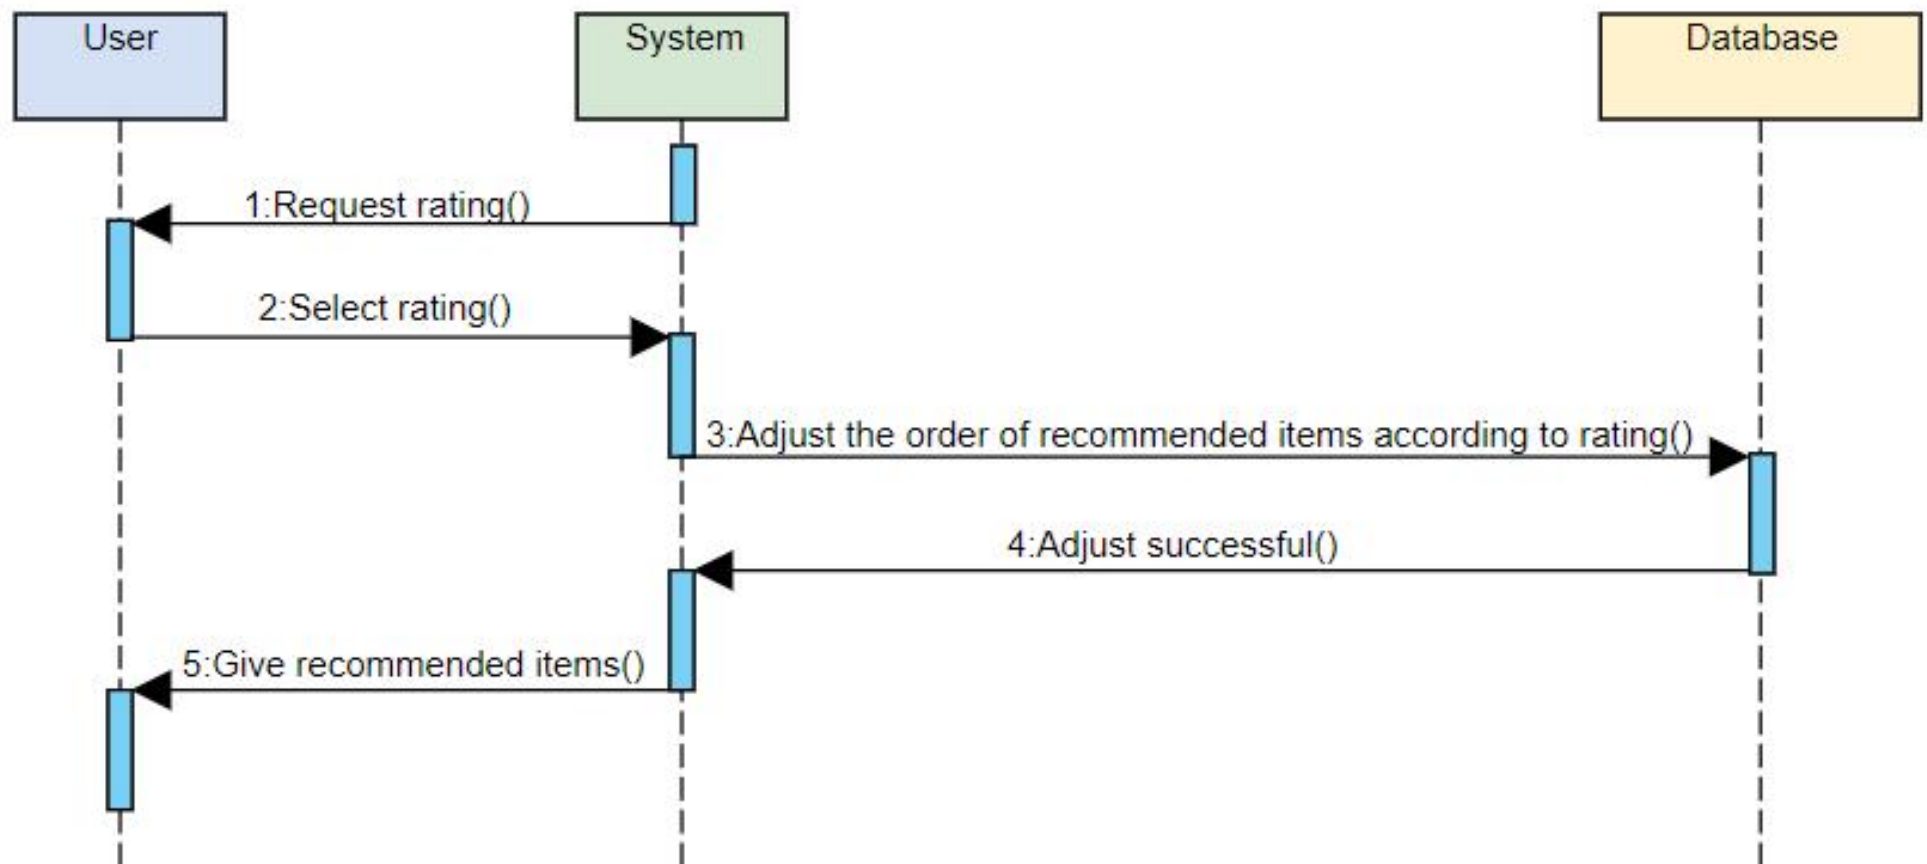 User
System
Database
1:Request rating()
2:Select rating()
3:Adjust the order of recommended items according to rating()
4:Adjust successful()
5:Give recommended items()